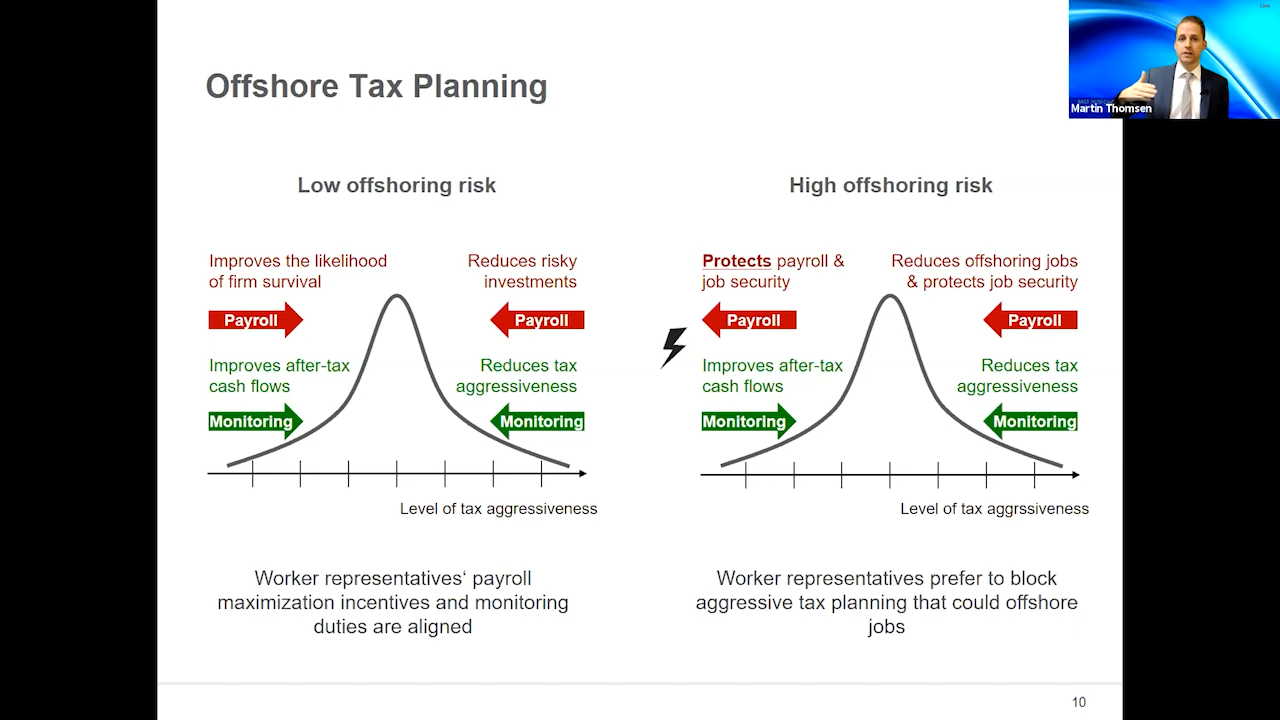 Live
Martin Thomsen
Offshore Tax Planning
Low offshoring risk
Improves the likelihood
of firm survival
Reduces risky
investments
Payroll
Payroll
Improves after-tax
cash flows
Reduces tax
aggressiveness
Monitoring
Monitoring
Level of tax aggressiveness
Worker representatives‘ payroll
maximization incentives and monitoring
duties are aligned
High offshoring risk
Protects payroll &
job security
Reduces offshoring jobs
& protects job security
Payroll
Payroll
Improves after-tax
cash flows
Reduces tax
aggressiveness
Monitoring
Monitoring
Level of tax aggrssiveness
Worker representatives prefer to block
aggressive tax planning that could offshore
jobs
10